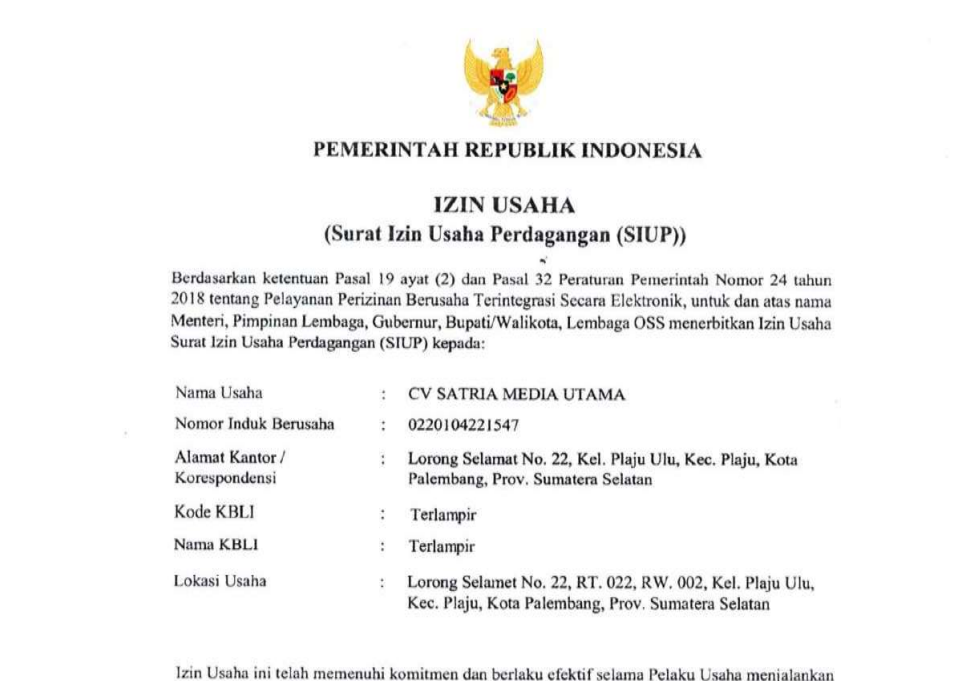 PEMERINTAH REPUBLIK INDONESIA
IZIN USAHA
(Surat Izin Usaha Perdagangan (SIUP))
Berdasarkan ketentuan Pasal 19 ayat (2) dan Pasal 32 Peraturan Pemerintah Nomor 24 tahun
2018 tentang Pelayanan Perizinan Berusaha Terintegrasi Secara Elektronik, untuk dan atas nama
Menteri, Pimpinan Lembaga, Gubernur, Bupati/Walikota, Lembaga OSS menerbitkan Izin Usaha
Surat Izin Usaha Perdagangan (SIUP) kepada:
Nama Usaha : CV SATRIA MEDIA UTAMA
Nomor Induk Berusaha : 0220104221547
Alamat Kantor / : Lorong Selamat No. 22, Kel. Plaju Ulu, Kec. Plaju, Kota
Korespondensi Palembang, Prov. Sumatera Selatan
Kode KBLI : Terlampir
Nama KBLI : Terlampir
Lokasi Usaha : Lorong Selamet No. 22, RT. 022, RW. 002, Kel. Plaju Ulu,
Kec. Plaju, Kota Palembang, Prov. Sumatera Selatan
Izin Usaha ini telah memenuhi komitmen dan berlaku efektif selama Pelaku Usaha menjalankan